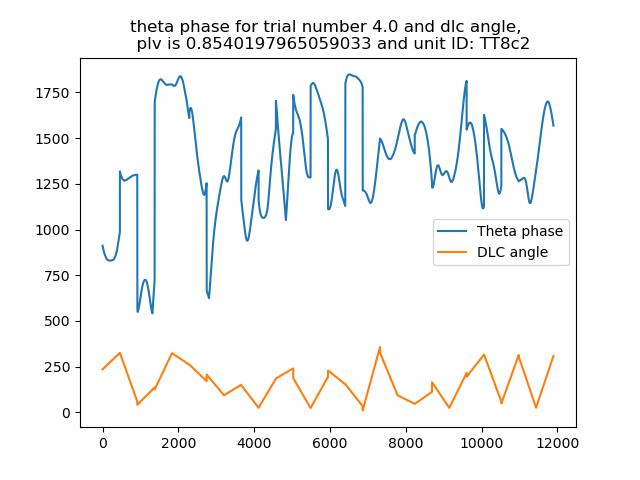 theta phase for trial number 4.0 and dlc angle,
plv is 0.8540197965059033 and unit ID: TT8c2
1750
1500
1250
1000
750
500
250
0
Theta phase
DLC angle
0 2000 4000 6000 8000 10000 12000